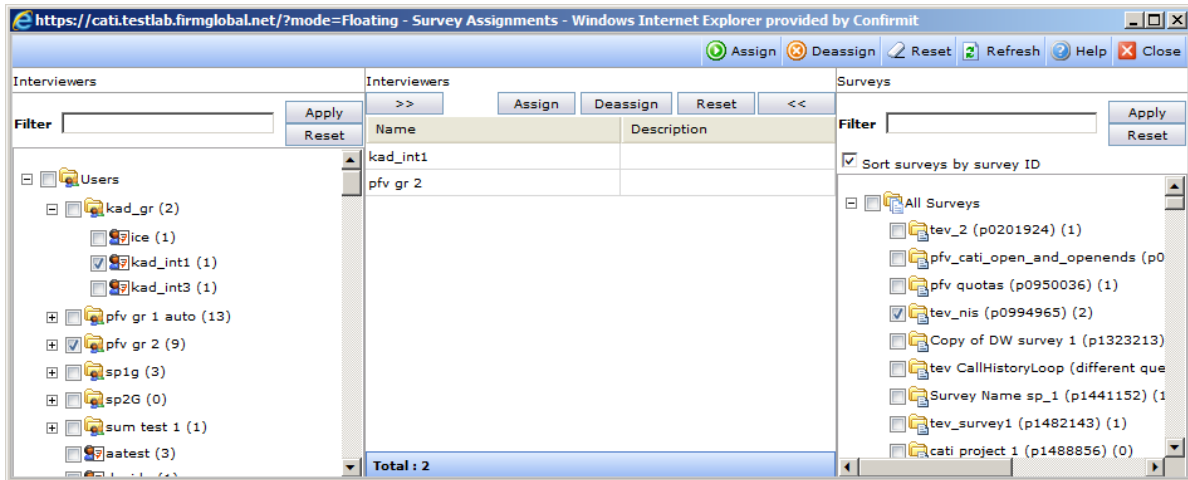 https://cati.testlab.firmglobal.net/?mode=Floating - Survey Assignments - Windows Internet Explorer provided by Confirmit
Assign Deassign Reset Refresh Help Close
Interviewers
Filter
Apply
Reset
Users
kad_gr (2)
ice (1)
kad_int1 (1)
kad_int3 (1)
pfv gr 1 auto (13)
pfv gr 2 (9)
sp1g (3)
sp2G (0)
sum test 1 (1)
aatest (3)
Interviewers
>> Assign Deassign Reset <<
Name Description
kad_int1
pfv gr 2
Total : 2
Surveys
Filter
Apply
Reset
Sort surveys by survey ID
All Surveys
tev_2 (p0201924) (1)
pfv_cati_open_and_openends (p0
pfv quotas (p0950036) (1)
tev_nis (p0994965) (2)
Copy of DW survey 1 (p1323213)
tev CallHistoryLoop (different que
Survey Name sp_1 (p1441152) (1
tev_survey1 (p1482143) (1)
cati project 1 (p1488856) (0)